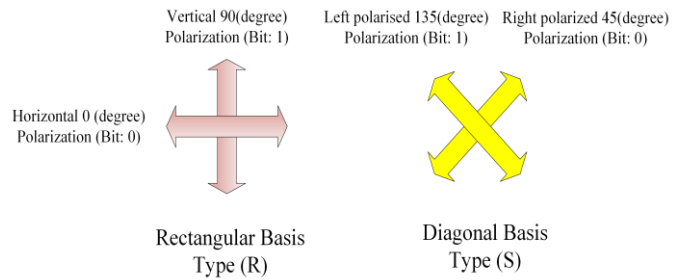 Vertical 90(degree)
Polarization (Bit: 1)
Left polarised 135(degree)
Polarization (Bit: 1)
Right polarized 45(degree)
Polarization (Bit: 0)
Horizontal 0 (degree)
Polarization (Bit: 0)
Rectangular Basis
Type (R)
Diagonal Basis
Type (S)